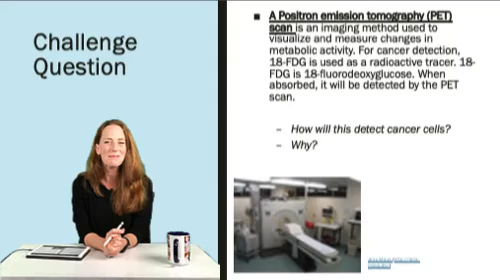 Challenge
Question
A Positron emission tomography (PET)
scan is an imaging method used to
visualize and measure changes in
metabolic activity. For cancer detection,
18-FDG is used as a radioactive tracer. 18-
FDG is 18-fluorodeoxyglucose. When
absorbed, it will be detected by the PET
scan.
– How will this detect cancer cells?
– Why?